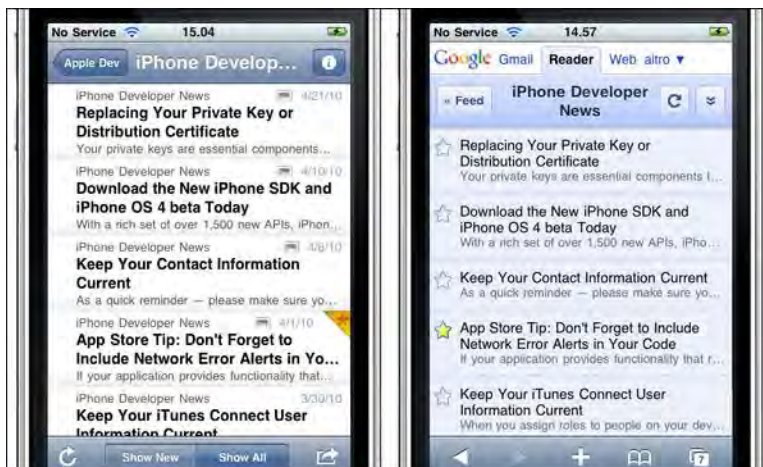 No Service 15.04
Apple Dev iPhone Develop... i
iPhone Developer News 4/21/10
Replacing Your Private Key or
Distribution Certificate
Your private keys are essential components...
iPhone Developer News 4/10/10
Download the New iPhone SDK and
iPhone OS 4 beta Today
With a rich set of over 1,500 new APIs, iPhon...
iPhone Developer News 4/8/10
Keep Your Contact Information
Current
As a quick reminder — please make sure yo...
iPhone Developer News 4/1/10
App Store Tip: Don't Forget to
Include Network Error Alerts in Yo...
If your application provides functionality that...
iPhone Developer News 3/30/10
Keep Your iTunes Connect User
Information Current
Show New Show All
No Service 14.57
Google Gmail Reader Web altro ▼
« Feed iPhone Developer
News
Replacing Your Private Key or
Distribution Certificate
Your private keys are essential components t...
Download the New iPhone SDK and
iPhone OS 4 beta Today
With a rich set of over 1,500 new APIs, iPho...
Keep Your Contact Information Current
As a quick reminder — please make sure yo...
App Store Tip: Don't Forget to Include
Network Error Alerts in Your Code
If your application provides functionality that r...
Keep Your iTunes Connect User
Information Current
When you assign roles to people on your dev...
?